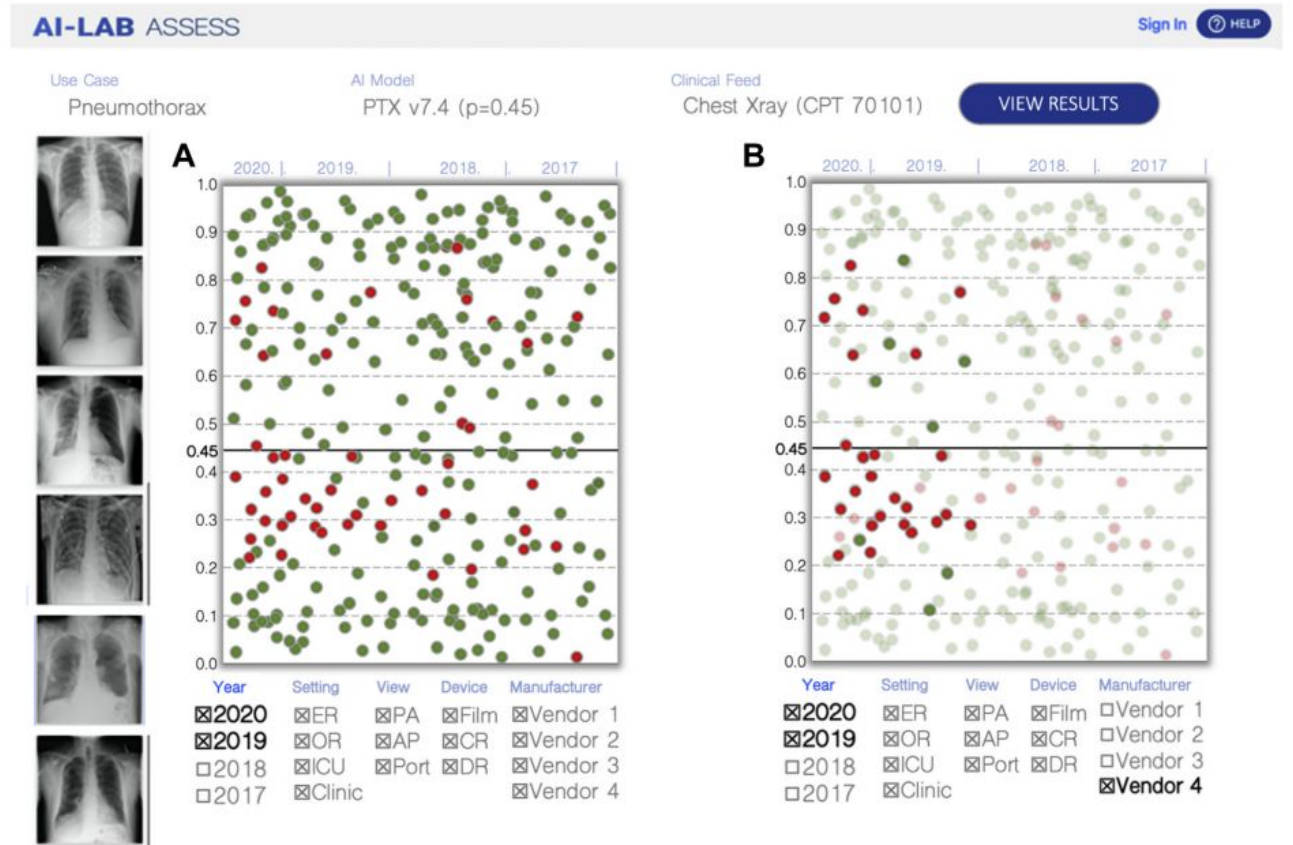 AI-LAB ASSESS
Sign In
? HELP
Use Case
Pneumothorax
AI Model
PTX v7.4 (p=0.45)
Clinical Feed
Chest Xray (CPT 70101)
VIEW RESULTS
A
2020. 2019. 2018. 2017
1.0
0.9
0.8
0.7
0.6
0.5
0.45
0.4
0.3
0.2
0.1
0.0
Year Setting View Device Manufacturer
2020 ER PA Film Vendor 1
2019 OR AP CR Vendor 2
2018 ICU Port DR Vendor 3
2017 Clinic Vendor 4
B
2020. 2019. 2018. 2017
1.0
0.9
0.8
0.7
0.6
0.5
0.45
0.4
0.3
0.2
0.1
0.0
Year Setting View Device Manufacturer
2020 ER PA Film Vendor 1
2019 OR AP CR Vendor 2
2018 ICU Port DR Vendor 3
2017 Clinic Vendor 4